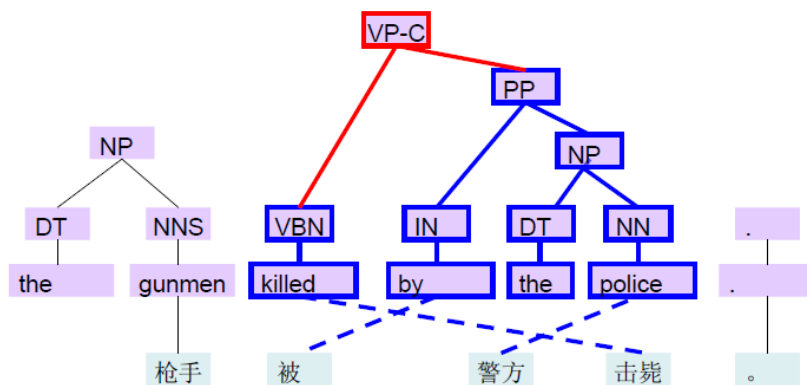 VP-C
PP
NP NP
DT NNS VBN IN DT NN .
the gunmen killed by the police .
枪手 被 警方 击毙 。